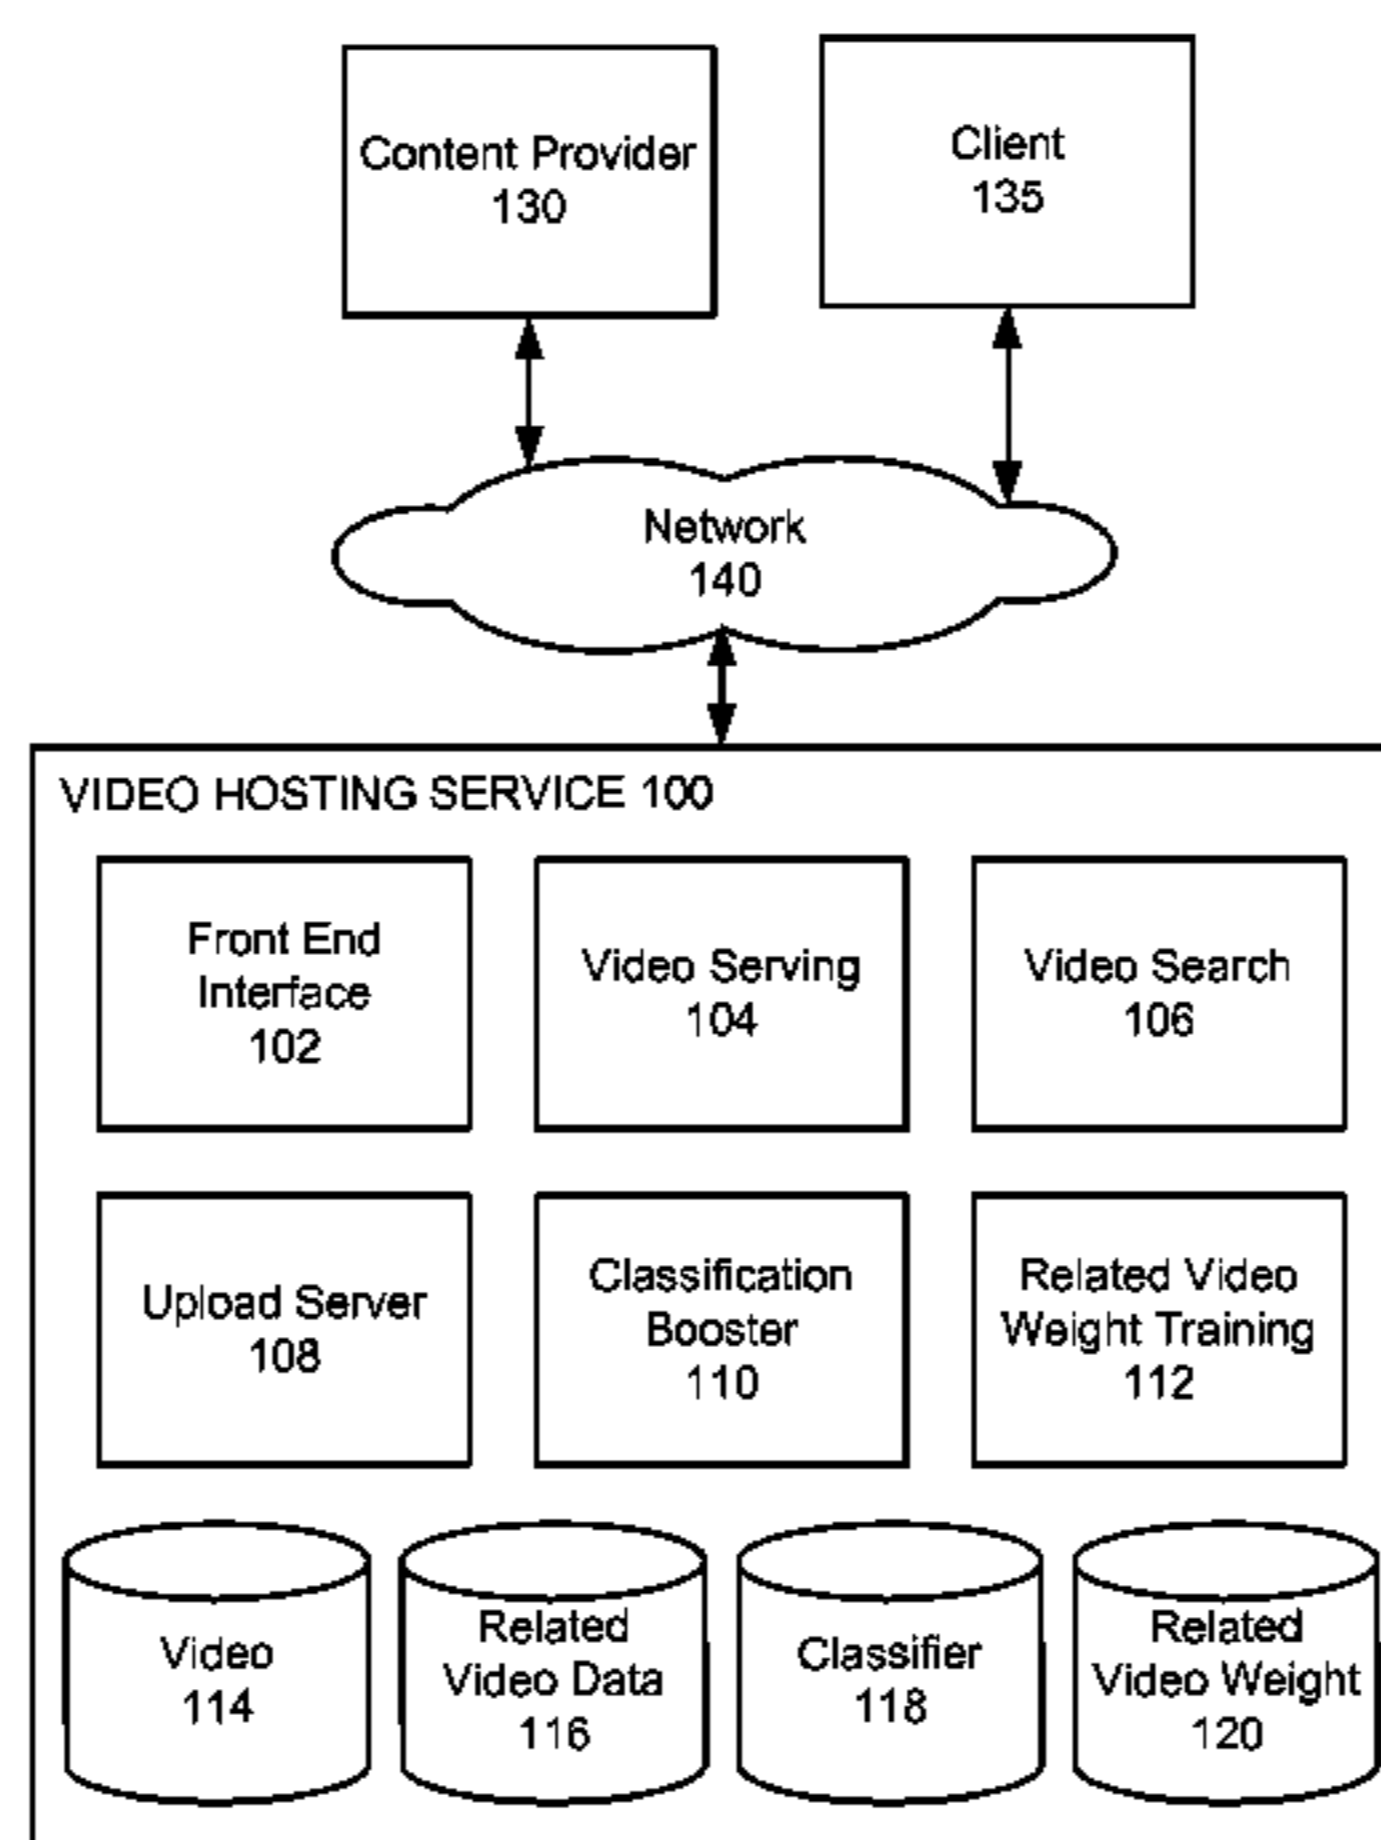 Content Provider
130
Client
135
Network
140
VIDEO HOSTING SERVICE 100
Front End
Interface
102
Video Serving
104
Video Search
106
Upload Server
108
Classification
Booster
110
Related Video
Weight Training
112
Video
114
Related
Video Data
116
Classifier
118
Related
Video Weight
120